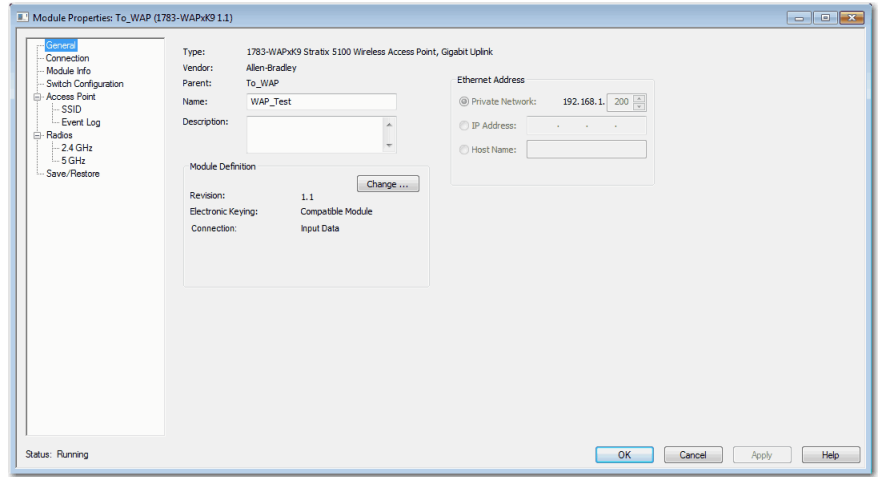 Module Properties: To_WAP (1783-WAPxK9 1.1)
General
Connection
Module Info
Switch Configuration
Access Point
SSID
Event Log
Radios
2.4 GHz
5 GHz
Save/Restore
Type: 1783-WAPxK9 Stratix 5100 Wireless Access Point, Gigabit Uplink
Vendor: Allen-Bradley
Parent: To_WAP
Name: WAP_Test
Description:
Module Definition
Change ...
Revision: 1.1
Electronic Keying: Compatible Module
Connection: Input Data
Ethernet Address
Private Network: 192.168.1. 200
IP Address: . . .
Host Name:
Status: Running
OK Cancel Apply Help